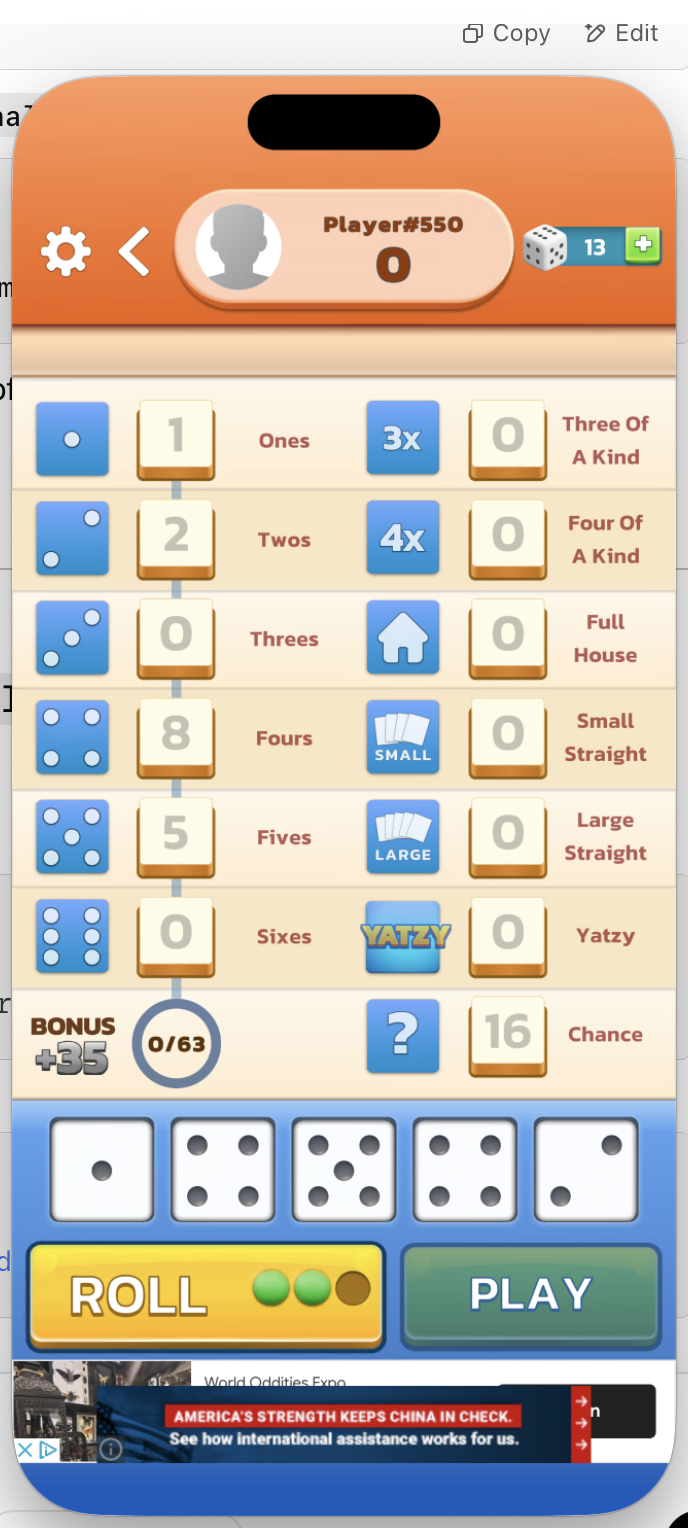 Copy Edit
Player#550
0
13
1 Ones 3x 0 Three Of
A Kind
2 Twos 4x 0 Four Of
A Kind
0 Threes 0 Full
House
8 Fours SMALL 0 Small
Straight
5 Fives LARGE 0 Large
Straight
0 Sixes YATZY 0 Yatzy
BONUS
+35
0/63 ? 16 Chance
ROLL PLAY
World Oddities Expo
AMERICA'S STRENGTH KEEPS CHINA IN CHECK.
See how international assistance works for us.